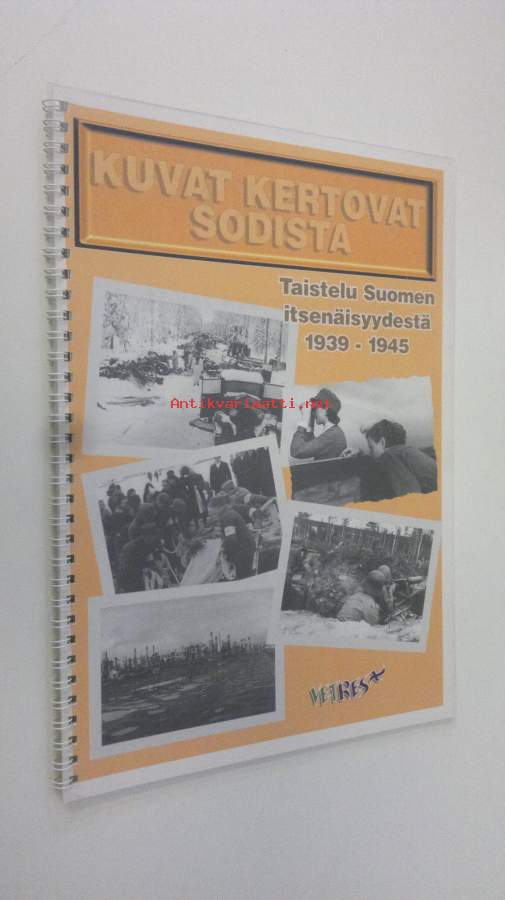 KUVAT KERTOVAT
SODISTA
Taistelu Suomen
itsenäisyydestä
1939 - 1945
Antikvariaatti.net
VETRES